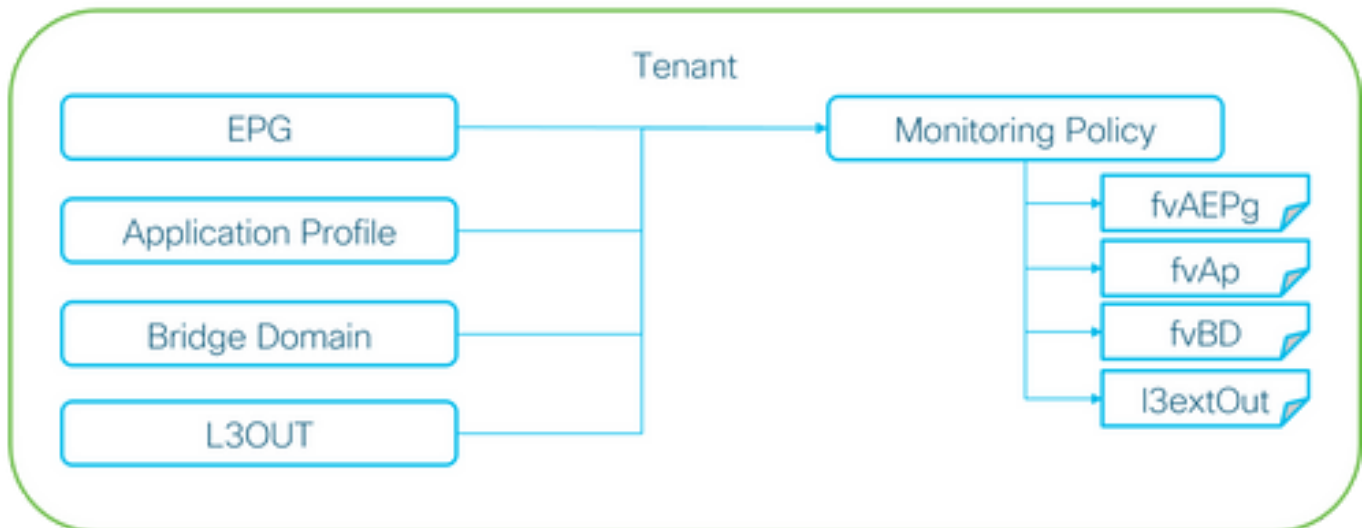 Tenant
EPG
Monitoring Policy
Application Profile
fvAEPg
fvAp
Bridge Domain
fvBD
L3OUT
l3extOut